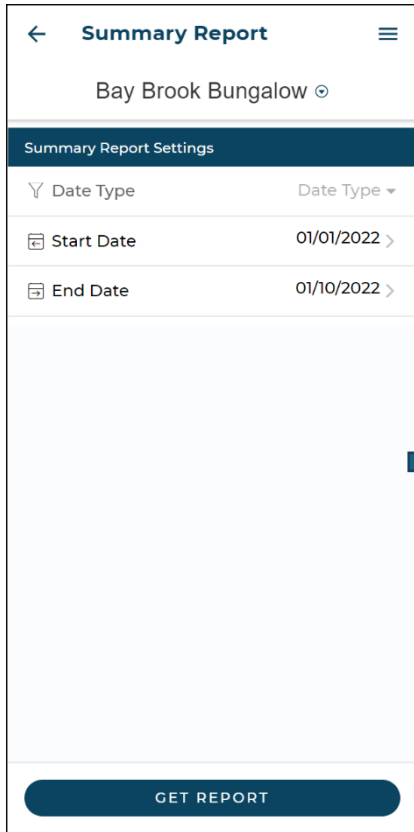 Summary Report
Bay Brook Bungalow
Summary Report Settings
Date Type Date Type
Start Date 01/01/2022
End Date 01/10/2022
GET REPORT